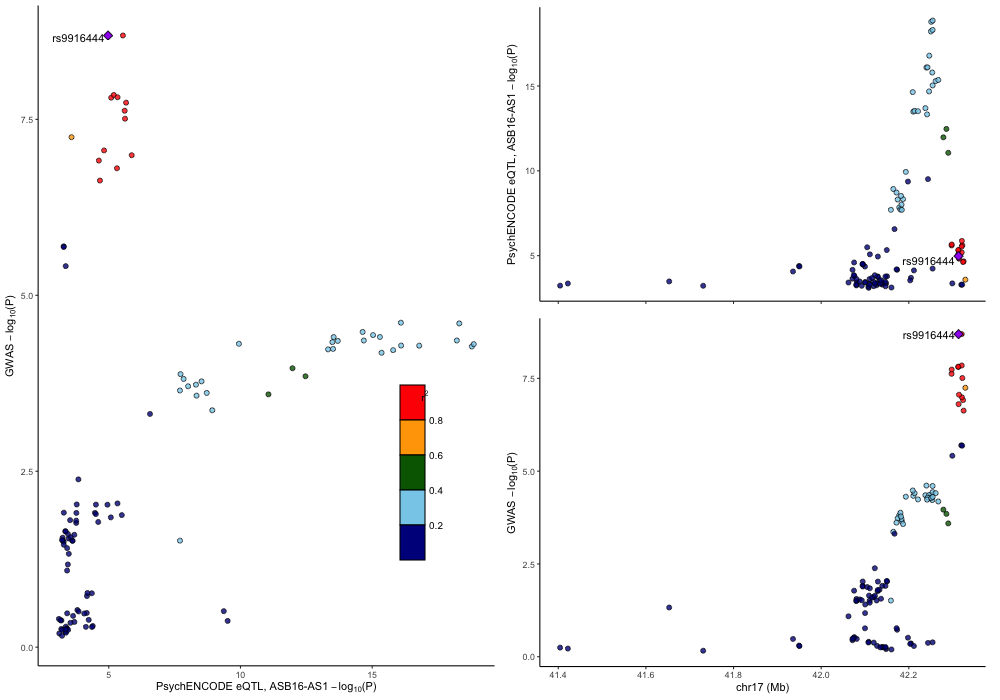 rs9916444
7.5
5.0
2.5
0.0
GWAS − log10(P)
5
10
15
PsychENCODE eQTL, ASB16-AS1 − log10(P)
r2
0.8
0.6
0.4
0.2
PsychENCODE eQTL, ASB16-AS1 − log10(P)
15
10
5
rs9916444
GWAS − log10(P)
7.5
5.0
2.5
0.0
rs9916444
41.4
41.6
41.8
42.0
42.2
chr17 (Mb)